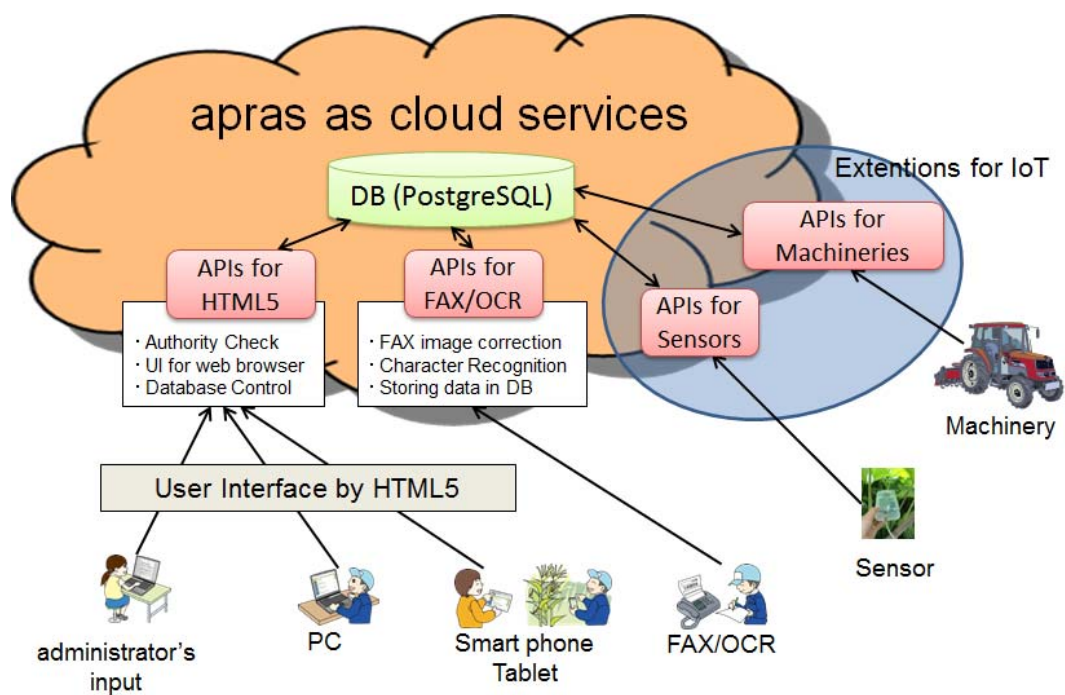 apras as cloud services
Extentions for IoT
DB (PostgreSQL)
APIs for
Machineries
APIs for
HTML5
APIs for
FAX/OCR
APIs for
Sensors
・Authority Check
・UI for web browser
・Database Control
・FAX image correction
・Character Recognition
・Storing data in DB
Machinery
User Interface by HTML5
Sensor
administrator's
input
PC
Smart phone
Tablet
FAX/OCR